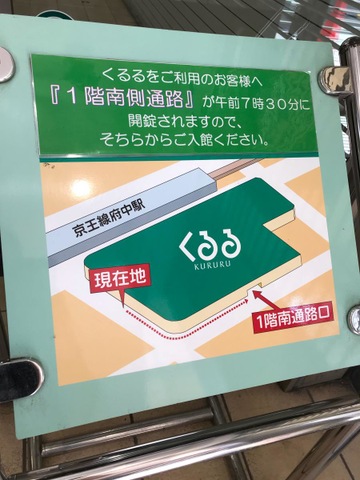 くるるをご利用のお客様へ
『１階南側通路』が午前７時３０分に
開錠されますので、
そちらからご入館ください。
京王線府中駅
くるる
KURURU
現在地
1階南通路口